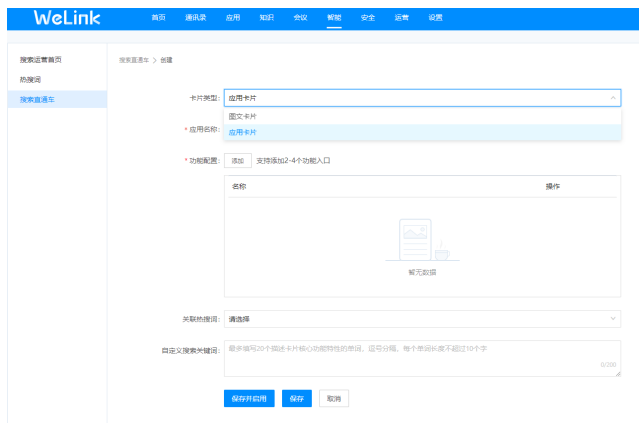 WeLink 首页 通讯录 应用 知识 会议 智能 安全 运营 设置
搜索运营首页
热搜词
搜索直通车
搜索直通车 > 创建
卡片类型: 应用卡片
图文卡片
应用卡片
* 应用名称:
* 功能配置: 添加 支持添加2-4个功能入口
名称 操作
暂无数据
关联热搜词: 请选择
自定义搜索关键词: 最多填写20个描述卡片核心功能特性的单词，逗号分隔，每个单词长度不超过10个字
0/200
保存并启用 保存 取消